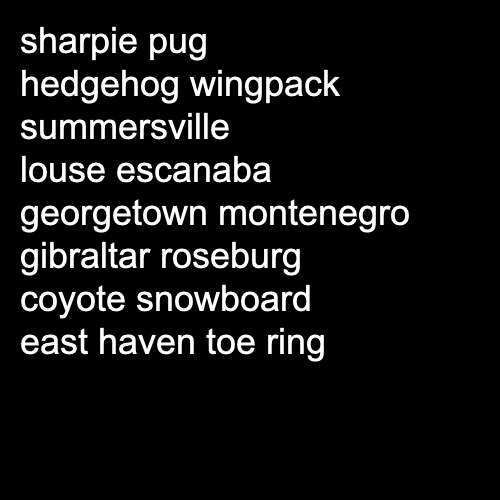 sharpie pug
hedgehog wingpack
summersville
louse escanaba
georgetown montenegro
gibraltar roseburg
coyote snowboard
east haven toe ring